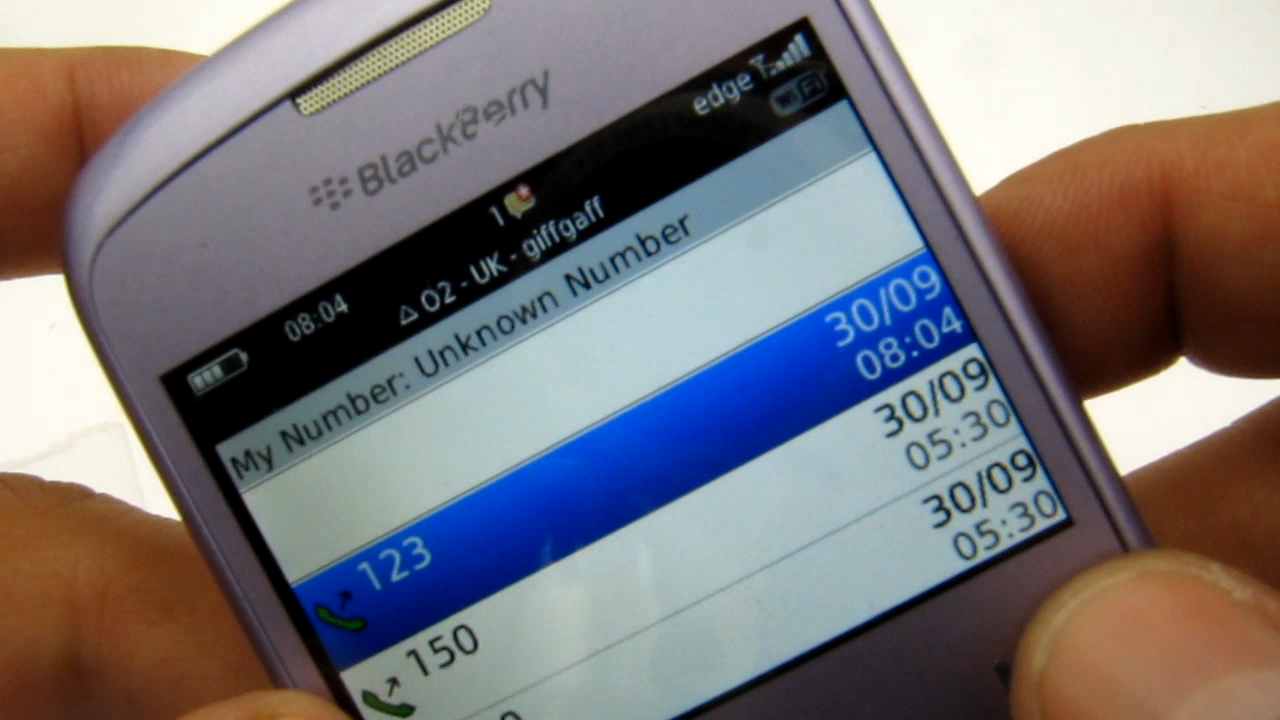 BlackBerry
edge
WiFi
1
08:04
O2 - UK - giffgaff
My Number: Unknown Number
123
30/09
08:04
150
30/09
05:30
30/09
05:30